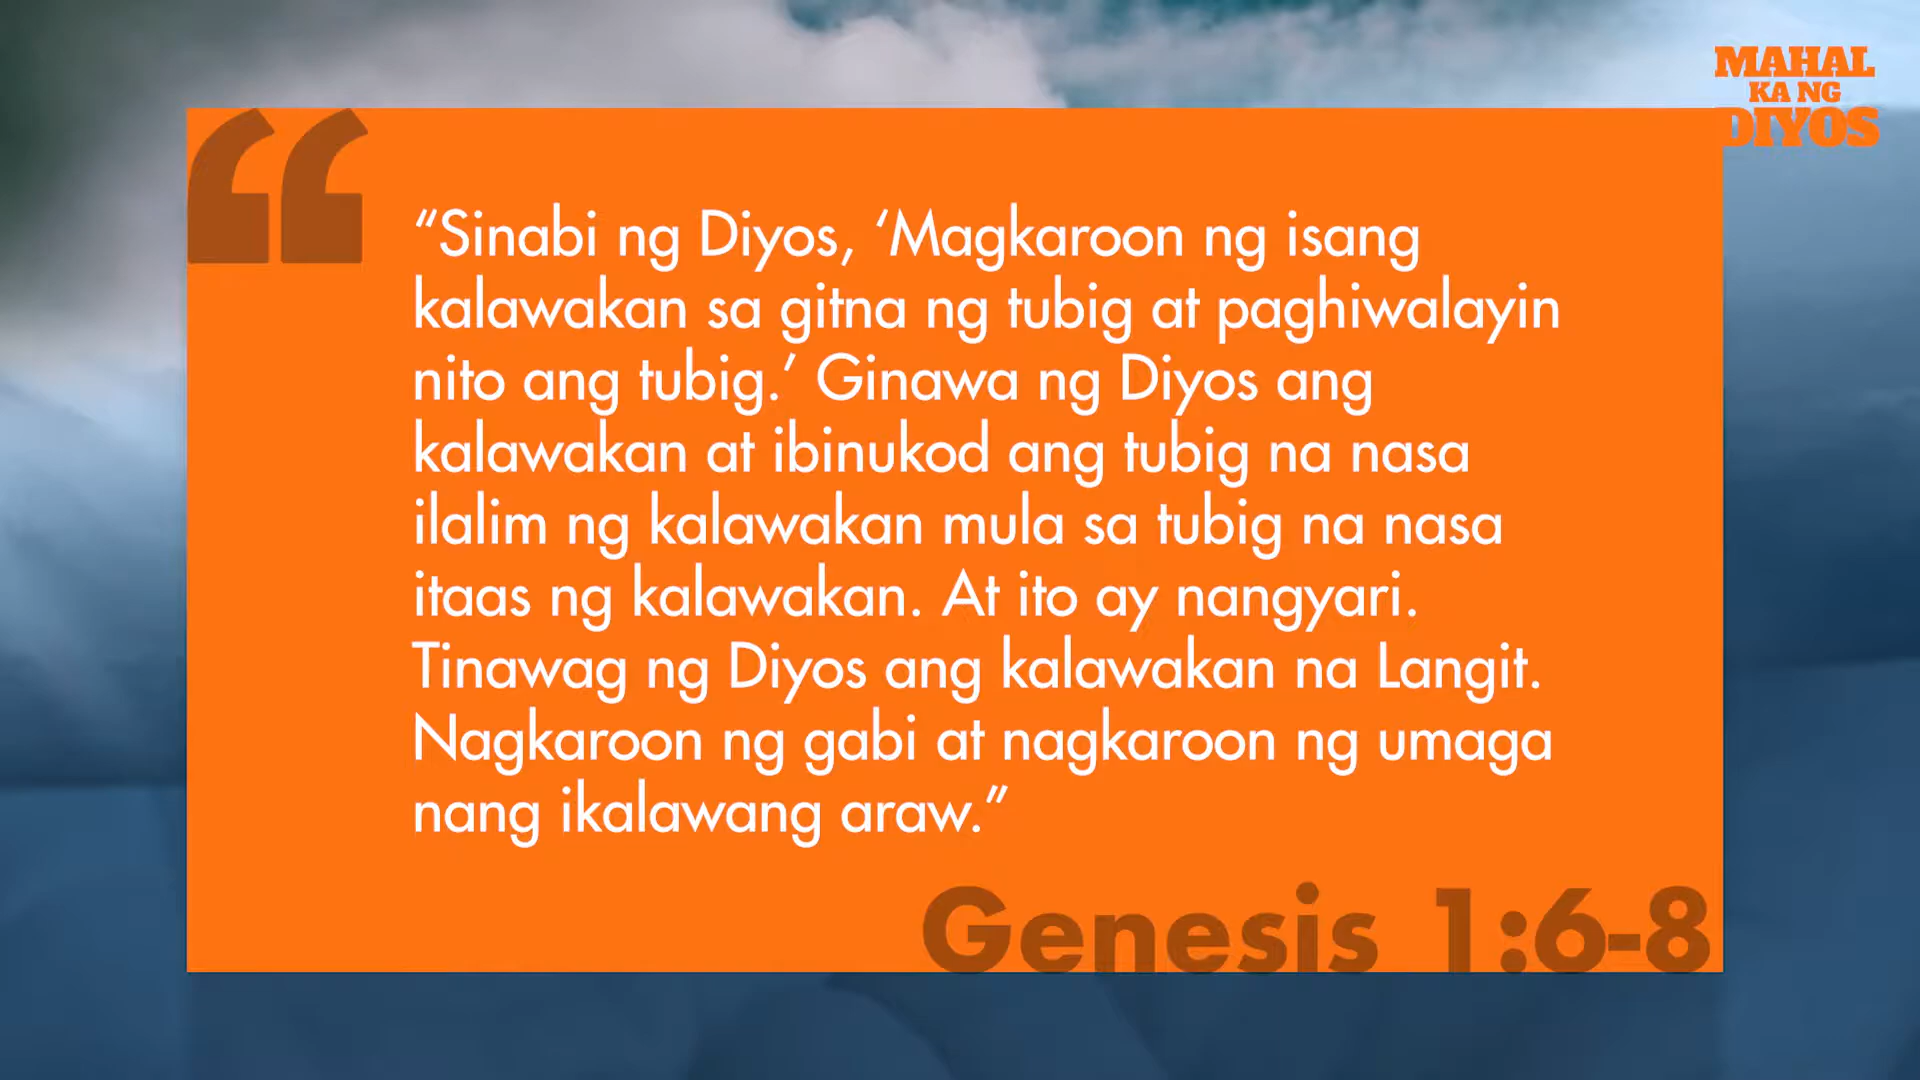 MAHAL
KA NG
DIYOS
“Sinabi ng Diyos, ‘Magkaroon ng isang
kalawakan sa gitna ng tubig at paghiwalayin
nito ang tubig.’ Ginawa ng Diyos ang
kalawakan at ibinukod ang tubig na nasa
ilalim ng kalawakan mula sa tubig na nasa
itaas ng kalawakan. At ito ay nangyari.
Tinawag ng Diyos ang kalawakan na Langit.
Nagkaroon ng gabi at nagkaroon ng umaga
nang ikalawang araw.”
Genesis 1:6-8